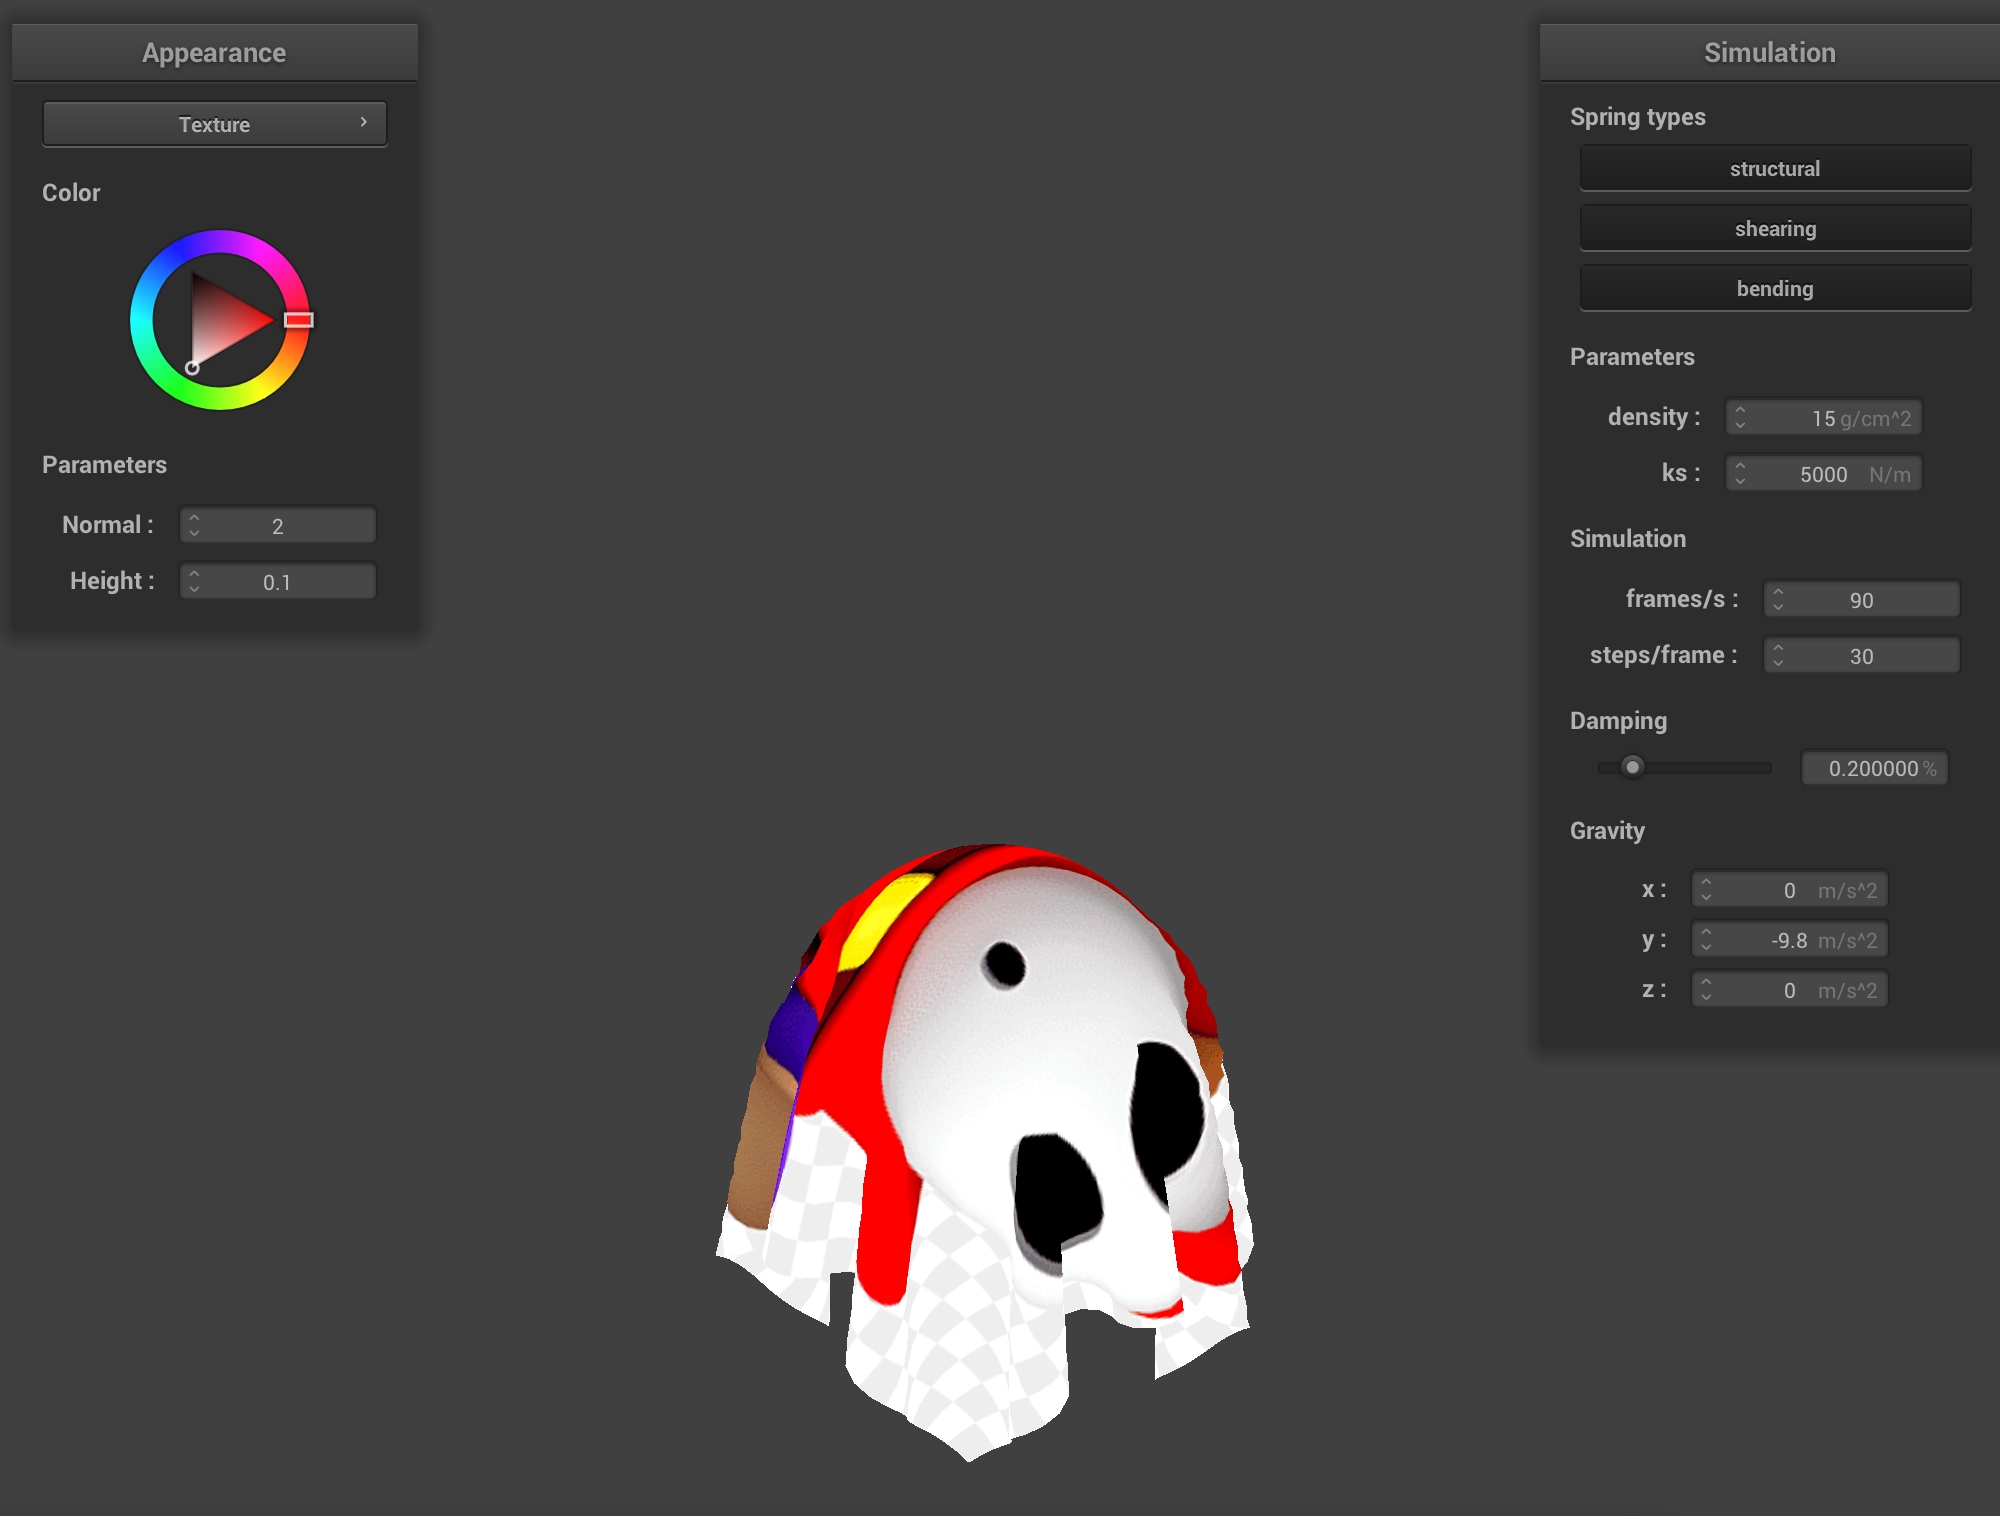 Appearance
Texture
Color
Parameters
Normal : 2
Height : 0.1
Simulation
Spring types
structural
shearing
bending
Parameters
density : 15 g/cm^2
ks : 5000 N/m
Simulation
frames/s : 90
steps/frame : 30
Damping
0.200000 %
Gravity
x : 0 m/s^2
y : -9.8 m/s^2
z : 0 m/s^2